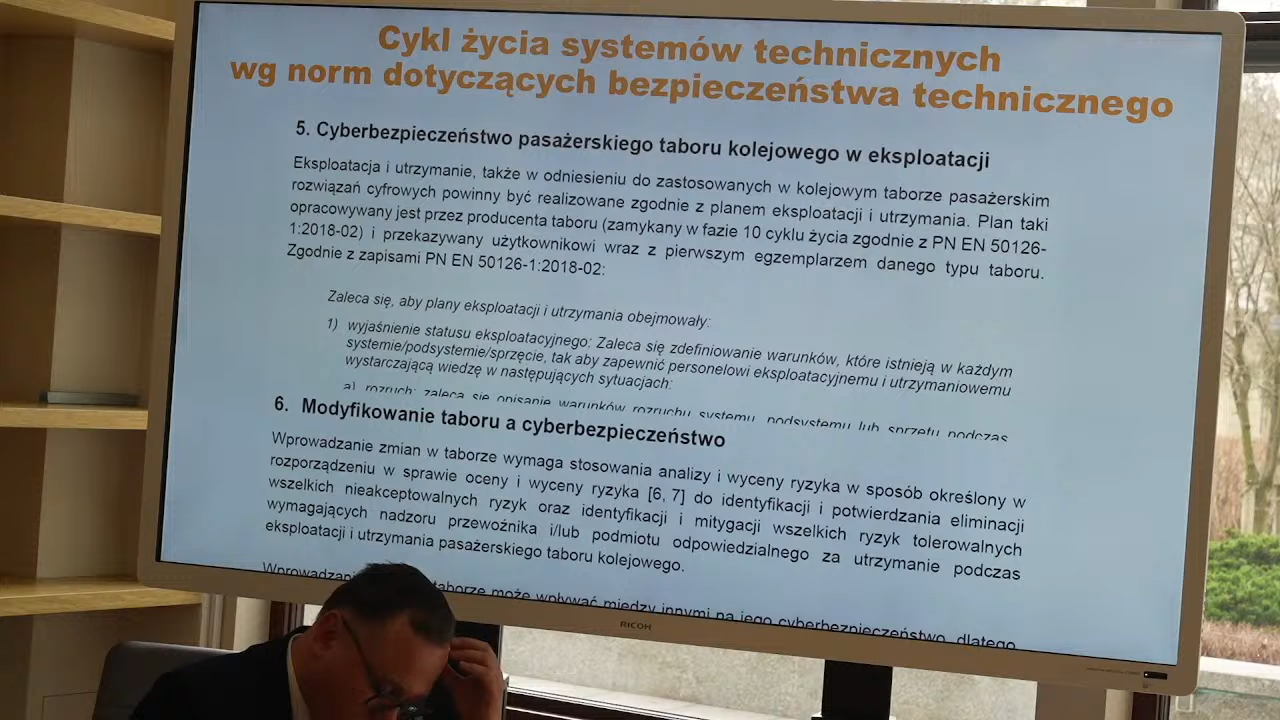 Cykl życia systemów technicznych
wg norm dotyczących bezpieczeństwa technicznego
5. Cyberbezpieczeństwo pasażerskiego taboru kolejowego w eksploatacji
Eksploatacja i utrzymanie, także w odniesieniu do zastosowanych w kolejowym taborze pasażerskim
rozwiązań cyfrowych powinny być realizowane zgodnie z planem eksploatacji i utrzymania. Plan taki
opracowywany jest przez producenta taboru (zamykany w fazie 10 cyklu życia zgodnie z PN EN 50126-
1:2018-02) i przekazywany użytkownikowi wraz z pierwszym egzemplarzem danego typu taboru.
Zgodnie z zapisami PN EN 50126-1:2018-02:
Zaleca się, aby plany eksploatacji i utrzymania obejmowały:
1) wyjaśnienie statusu eksploatacyjnego; Zaleca się zdefiniowanie warunków, które istnieją w każdym
systemie/podsystemie/sprzęcie, tak aby zapewnić personelowi eksploatacyjnemu i utrzymaniowemu
wystarczającą wiedzę w następujących sytuacjach:
a) rozruch: zaleca się opisanie warunków rozruchu systemu, podsystemu lub sprzętu podczas
6. Modyfikowanie taboru a cyberbezpieczeństwo
Wprowadzanie zmian w taborze wymaga stosowania analizy i wyceny ryzyka w sposób określony w
rozporządzeniu w sprawie oceny i wyceny ryzyka [6, 7] do identyfikacji i potwierdzania eliminacji
wszelkich nieakceptowalnych ryzyk oraz identyfikacji i mitygacji wszelkich ryzyk tolerowalnych
wymagających nadzoru przewoźnika i/lub podmiotu odpowiedzialnego za utrzymanie podczas
eksploatacji i utrzymania pasażerskiego taboru kolejowego.
taborze może wpływać między innymi na jego cyberbezpieczeństwo, dlatego
RICOH